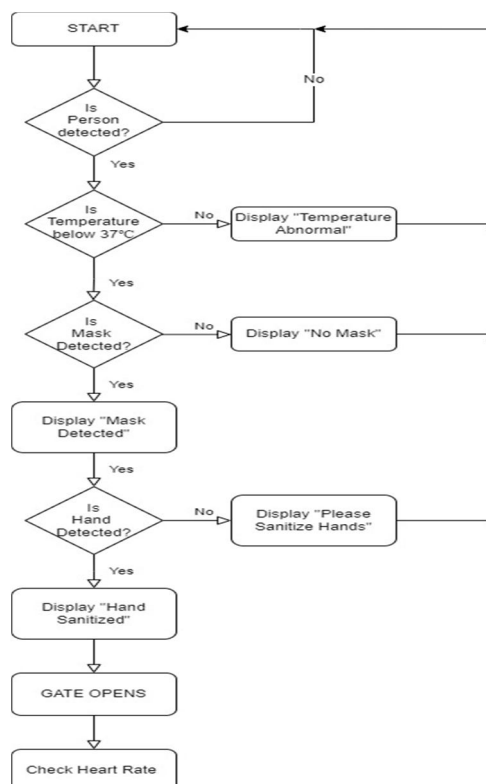 START
No
Is
Person
detected?
Yes
Is
Temperature
below 37℃
No
Display "Temperature
Abnormal"
Yes
Is
Mask
Detected?
No
Display "No Mask"
Yes
Display "Mask
Detected"
Yes
Is
Hand
Detected?
No
Display "Please
Sanitize Hands"
Yes
Display "Hand
Sanitized"
GATE OPENS
Check Heart Rate